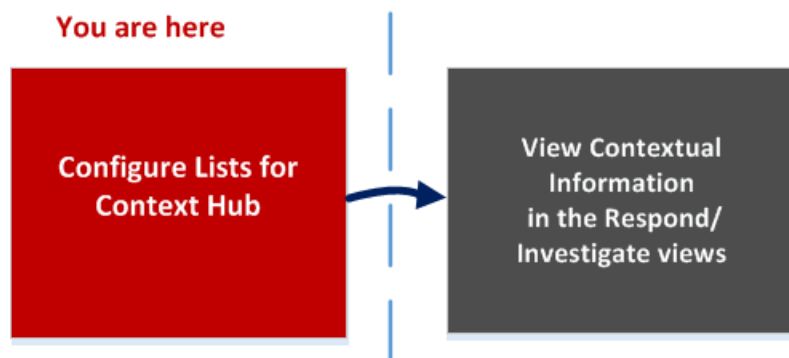 You are here
Configure Lists for
Context Hub
View Contextual
Information
in the Respond/
Investigate views